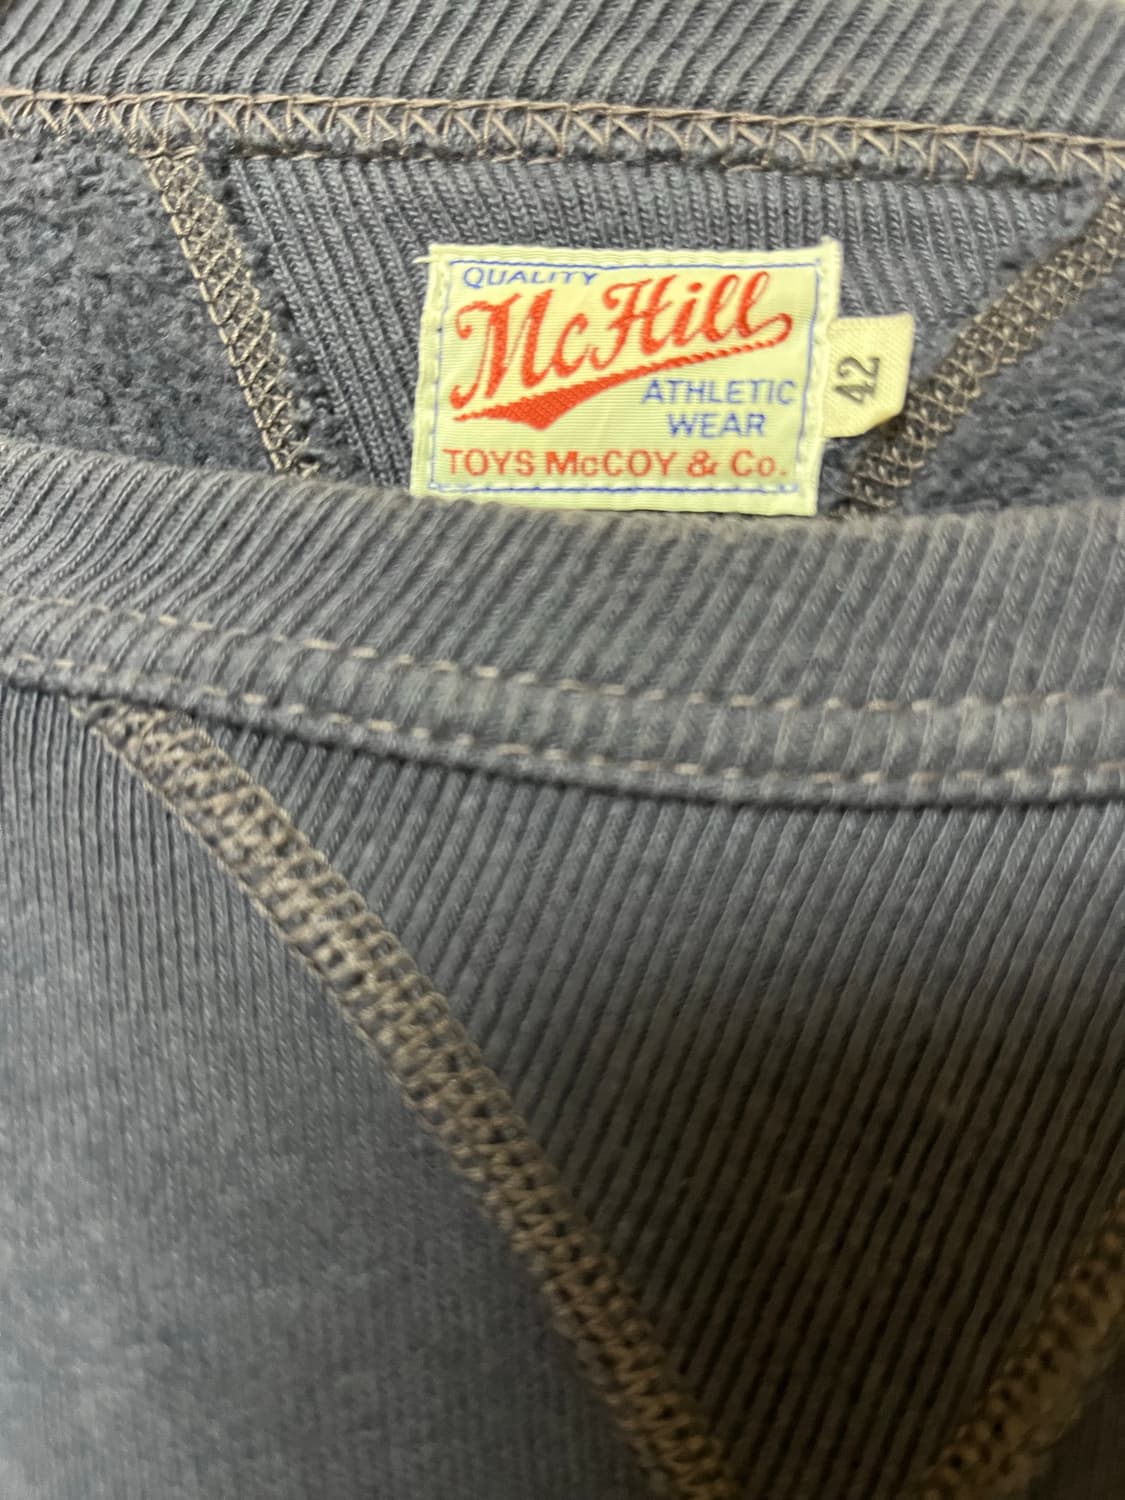 QUALITY
McHill
ATHLETIC
WEAR
TOYS McCOY & Co.
42